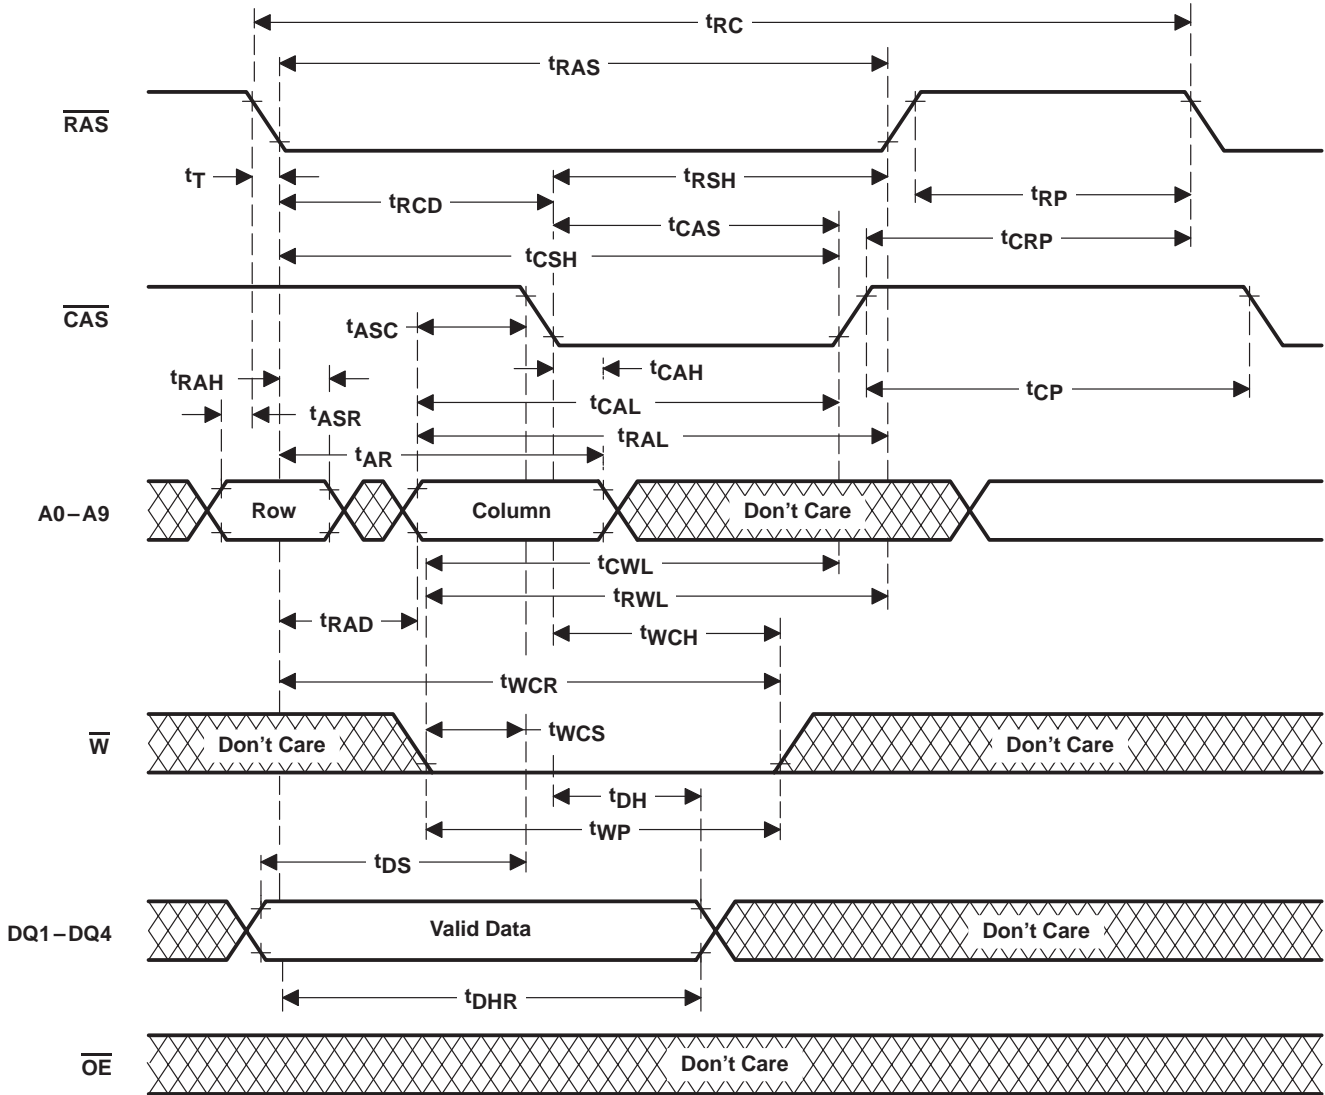 tRC
tRAS
RAS
tT
tRSH
tRCD
tRP
tCAS
tCRP
tCSH
CAS
tASC
tRAH
tCAH
tCP
tCAL
tASR
tRAL
tAR
A0–A9
Row
Column
Don't Care
tCWL
tRWL
tRAD
tWCH
tWCR
W
Don't Care
tWCS
Don't Care
tDH
tWP
tDS
DQ1–DQ4
Valid Data
Don't Care
tDHR
OE
Don't Care